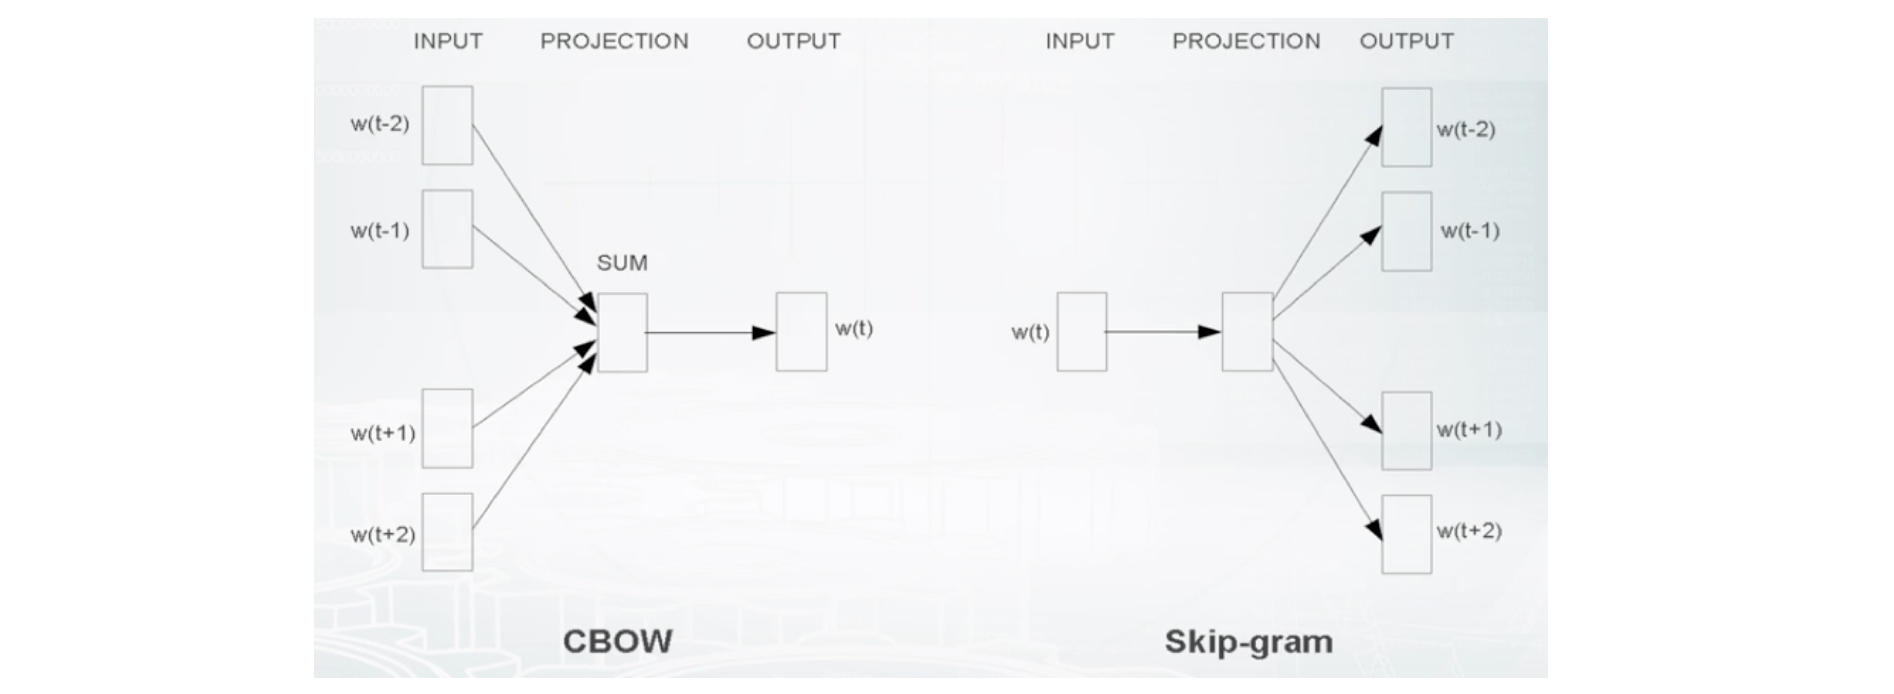 INPUT PROJECTION OUTPUT
w(t-2)
w(t-1)
SUM
w(t)
w(t+1)
w(t+2)
CBOW
INPUT PROJECTION OUTPUT
w(t-2)
w(t-1)
w(t)
w(t+1)
w(t+2)
Skip-gram